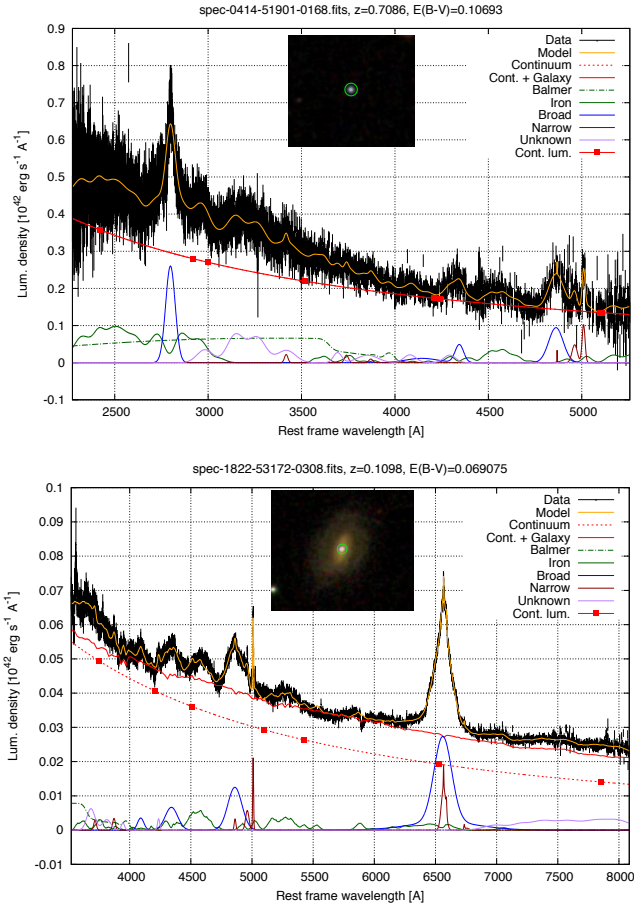 spec-0414-51901-0168.fits, z=0.7086, E(B-V)=0.10693
Lum. density [10^42 erg s^-1 A^-1]
0.9
0.8
0.7
0.6
0.5
0.4
0.3
0.2
0.1
0
-0.1
Data
Model
Continuum
Cont. + Galaxy
Balmer
Iron
Broad
Narrow
Unknown
Cont. lum.
2500 3000 3500 4000 4500 5000
Rest frame wavelength [A]
spec-1822-53172-0308.fits, z=0.1098, E(B-V)=0.069075
Lum. density [10^42 erg s^-1 A^-1]
0.1
0.09
0.08
0.07
0.06
0.05
0.04
0.03
0.02
0.01
0
-0.01
Data
Model
Continuum
Cont. + Galaxy
Balmer
Iron
Broad
Narrow
Unknown
Cont. lum.
4000 4500 5000 5500 6000 6500 7000 7500 8000
Rest frame wavelength [A]